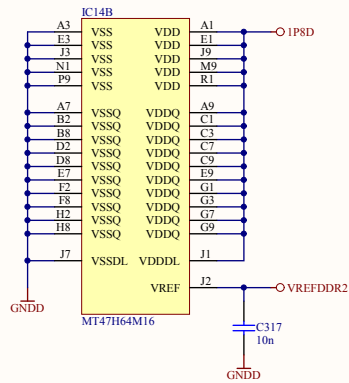 IC14B
A3 VSS VDD A1 1P8D
E3 VSS VDD E1
J3 VSS VDD J9
N1 VSS VDD M9
P9 VSS VDD R1
A7 VSSQ VDDQ A9
B2 VSSQ VDDQ C1
B8 VSSQ VDDQ C3
D2 VSSQ VDDQ C7
D8 VSSQ VDDQ C9
E7 VSSQ VDDQ E9
F2 VSSQ VDDQ G1
F8 VSSQ VDDQ G3
H2 VSSQ VDDQ G7
H8 VSSQ VDDQ G9
J7 VSSDL VDDDL J1
VREF J2 VREFDDR2
GNDD
MT47H64M16
C317
10n
GNDD